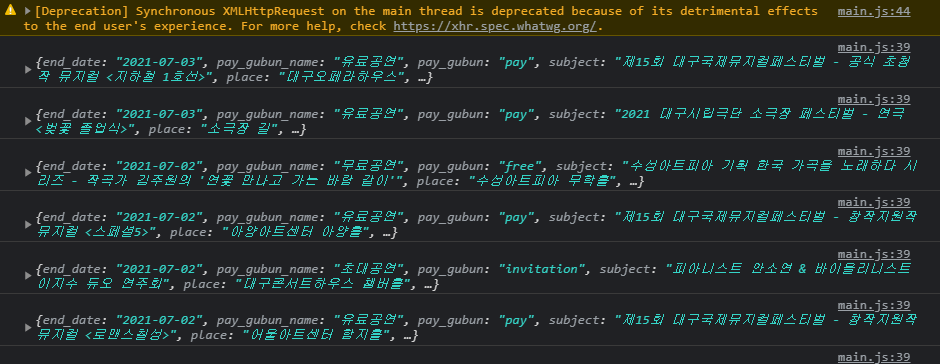 [Deprecation] Synchronous XMLHttpRequest on the main thread is deprecated because of its detrimental effects main.js:44
to the end user's experience. For more help, check https://xhr.spec.whatwg.org/.
main.js:39
{end_date: "2021-07-03", pay_gubun_name: "유료공연", pay_gubun: "pay", subject: "제15회 대구국제뮤지컬페스티벌 - 공식 초청
작 뮤지컬 <지하철 1호선>", place: "대구오페라하우스", …}
main.js:39
{end_date: "2021-07-03", pay_gubun_name: "유료공연", pay_gubun: "pay", subject: "2021 대구시립극단 소극장 페스티벌 - 연극
<벚꽃 졸업식>", place: "소극장 길", …}
main.js:39
{end_date: "2021-07-02", pay_gubun_name: "무료공연", pay_gubun: "free", subject: "수성아트피아 기획 한국 가곡을 노래하다 시
리즈 - 작곡가 김주원의 '연꽃 만나고 가는 바람 같이'", place: "수성아트피아 무학홀", …}
main.js:39
{end_date: "2021-07-02", pay_gubun_name: "유료공연", pay_gubun: "pay", subject: "제15회 대구국제뮤지컬페스티벌 - 창작지원작
뮤지컬 <스페셜5>", place: "아양아트센터 아양홀", …}
main.js:39
{end_date: "2021-07-02", pay_gubun_name: "초대공연", pay_gubun: "invitation", subject: "피아니스트 안소연 & 바이올리니스트
이지수 듀오 연주회", place: "대구콘서트하우스 챔버홀", …}
main.js:39
{end_date: "2021-07-02", pay_gubun_name: "유료공연", pay_gubun: "pay", subject: "제15회 대구국제뮤지컬페스티벌 - 창작지원작
뮤지컬 <로맨스칠성>", place: "어울아트센터 함지홀", …}
main.js:39